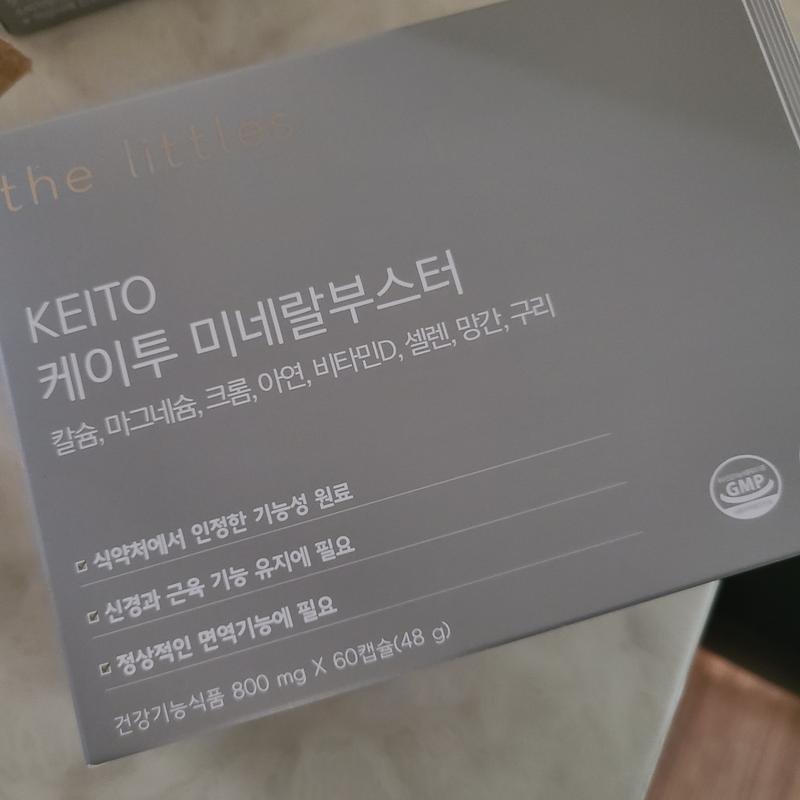 the littles
KEITO
케이투 미네랄부스터
칼슘, 마그네슘, 크롬, 아연, 비타민D, 셀렌, 망간, 구리
식약처에서 인정한 기능성 원료
신경과 근육 기능 유지에 필요
정상적인 면역기능에 필요
건강기능식품 800 mg X 60캡슐(48 g)
GMP